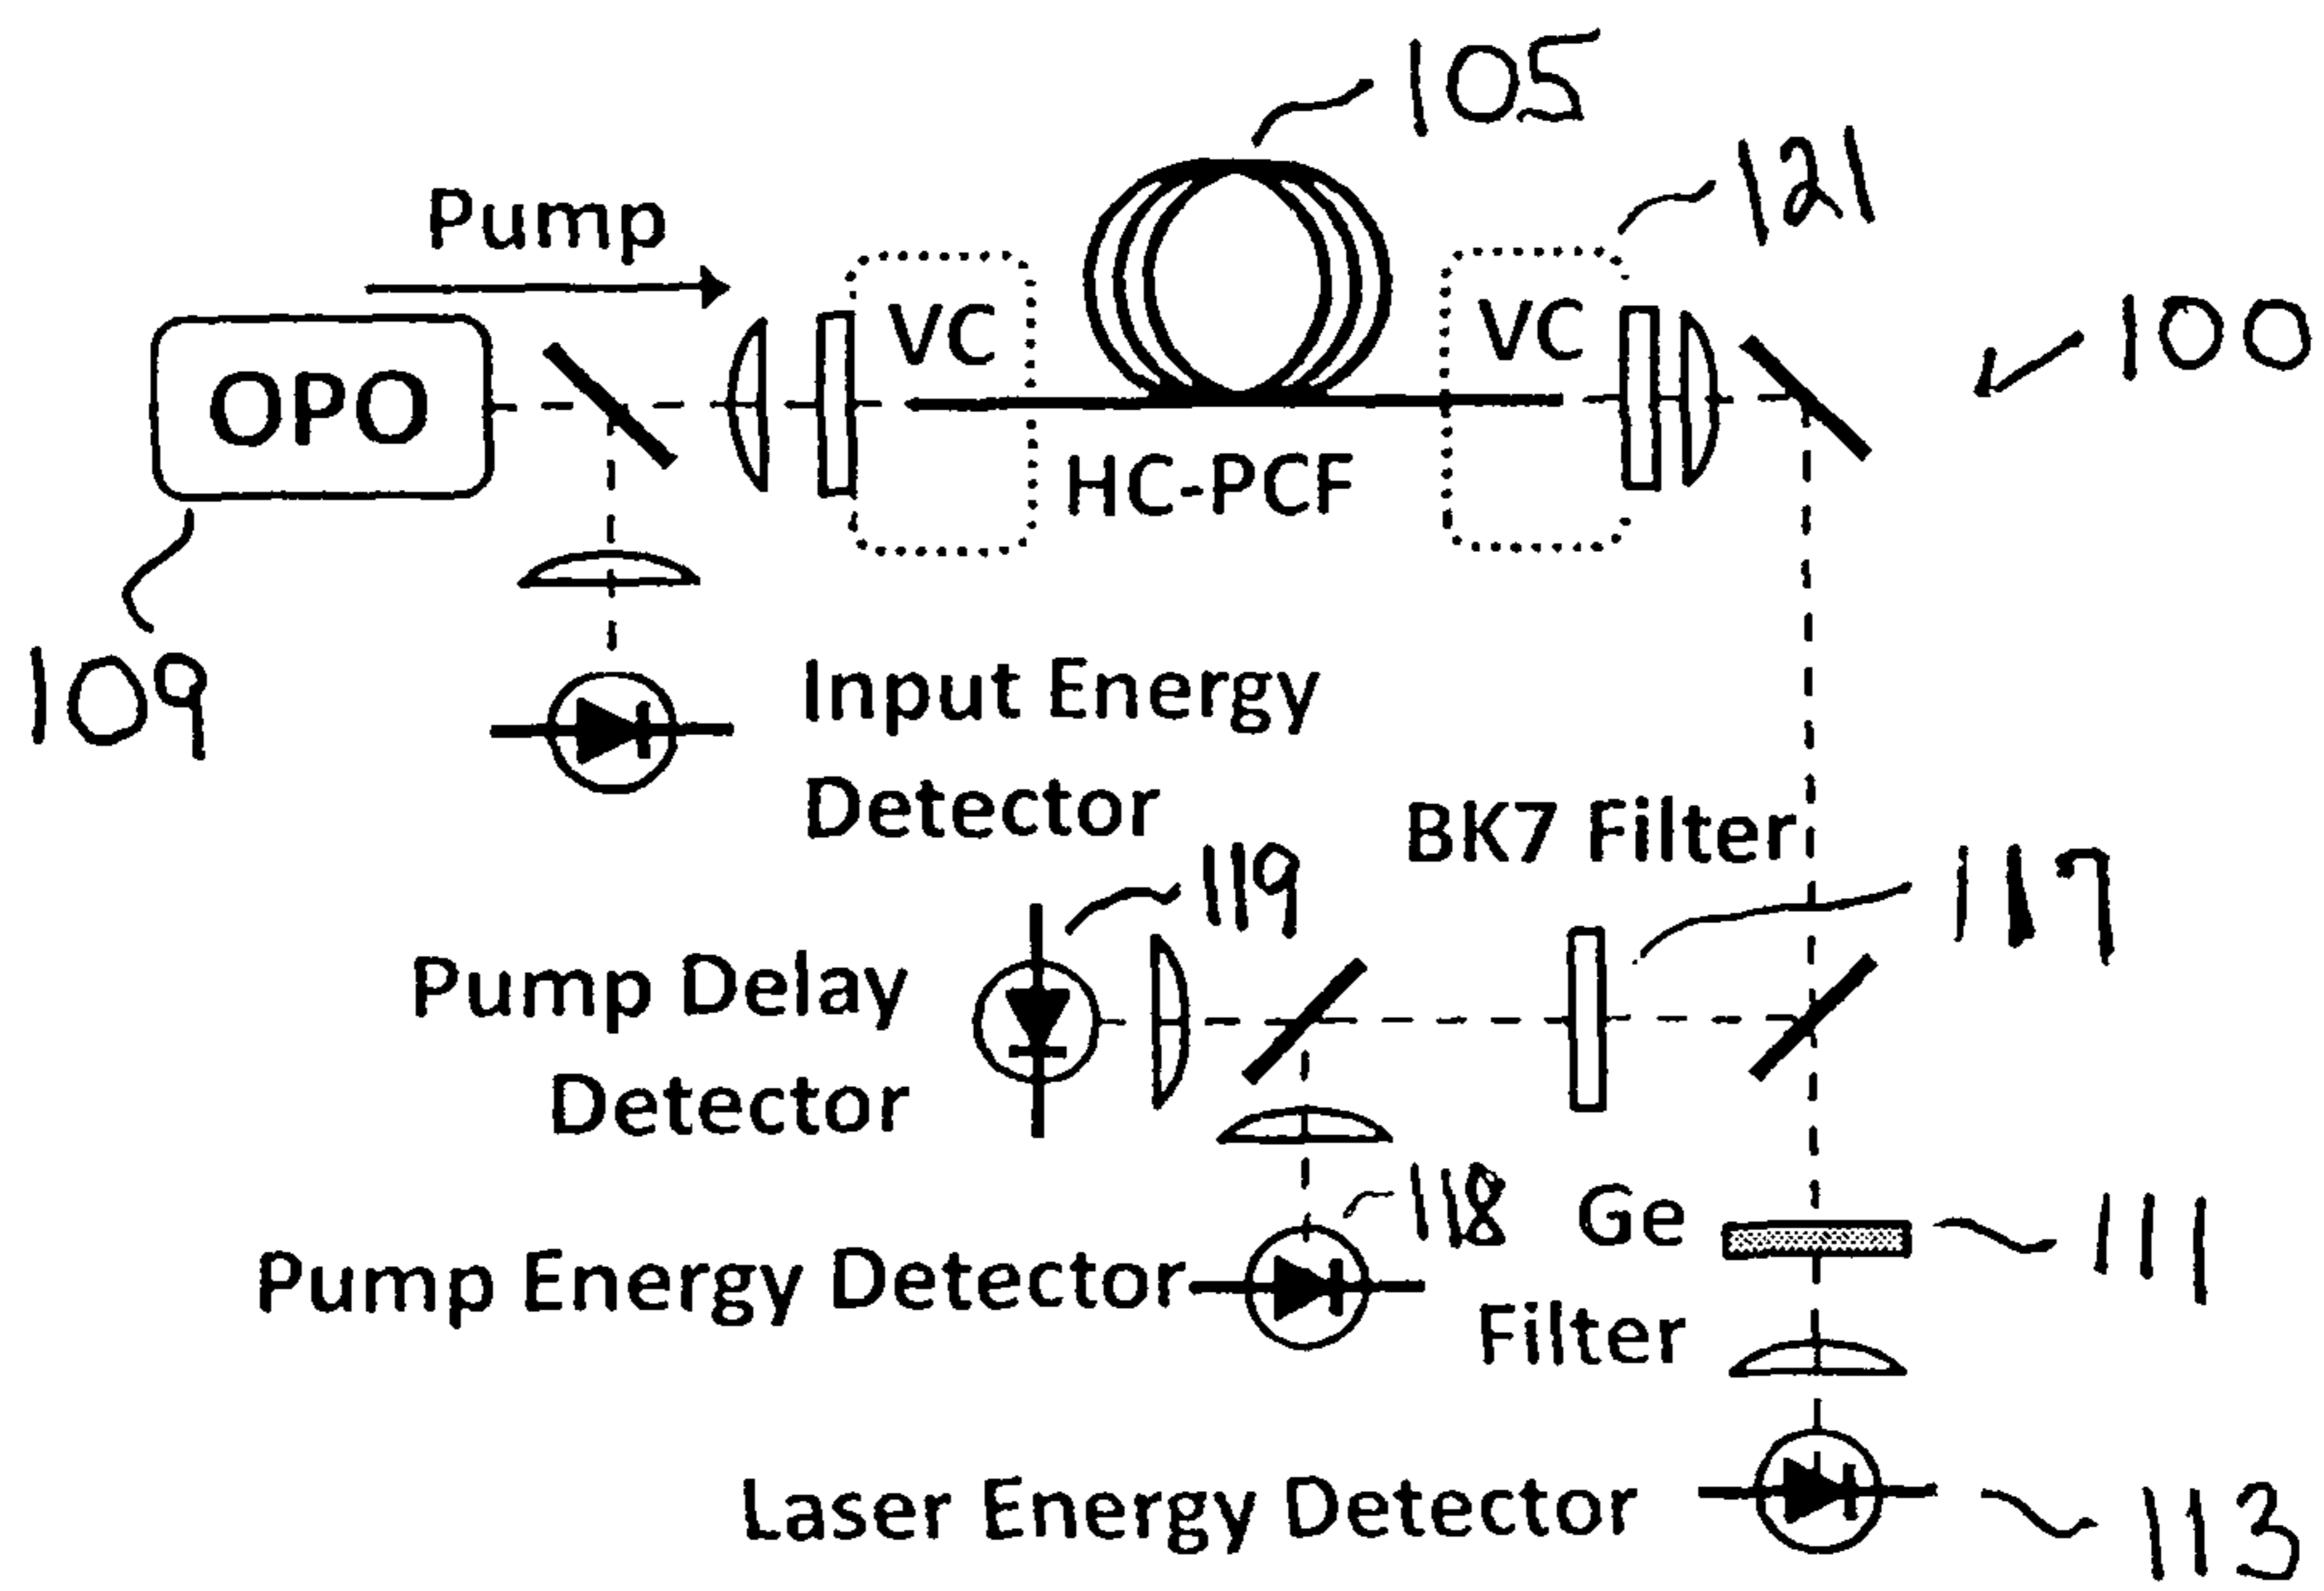 105
121
Pump
VC
VC
100
OPO
HC-PCF
109
Input Energy
Detector
BK7 Filter
119
117
Pump Delay
Detector
118
Ge
Filter
111
Pump Energy Detector
Laser Energy Detector
113